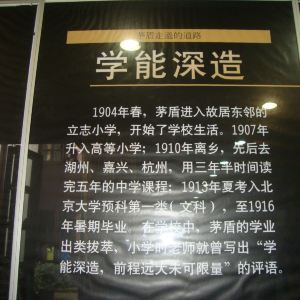 茅盾走过的道路
学能深造
1904年春，茅盾进入故居东邻的
立志小学，开始了学校生活。1907年
升入高等小学；1910年离乡，先后去
湖州、嘉兴、杭州，用三年半时间读
完五年的中学课程；1913年夏考入北
京大学预科第一类（文科），至1916
年暑期毕业。在学校中，茅盾的学业
出类拔萃，小学时老师就曾写出“学
能深造，前程远大未可限量”的评语。